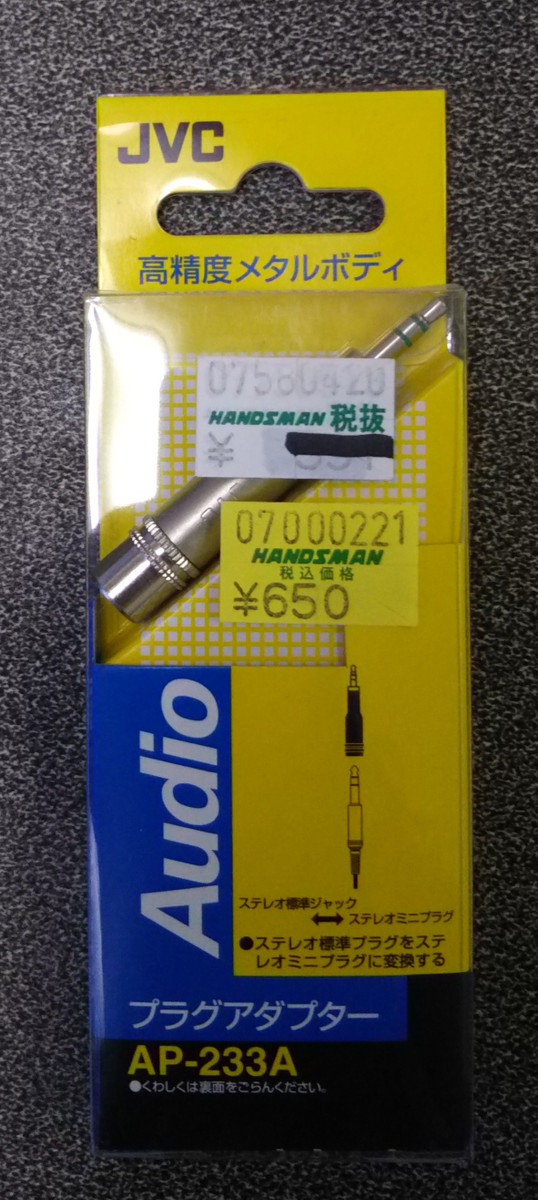 JVC
高精度メタルボディ
07580420
HANDSMAN 税抜
¥
07000221
HANDSMAN
税込価格
¥650
Audio
ステレオ標準ジャック
ステレオミニプラグ
●ステレオ標準プラグをステ
レオミニプラグに変換する
プラグアダプター
AP-233A
●くわしくは裏面をごらんください。